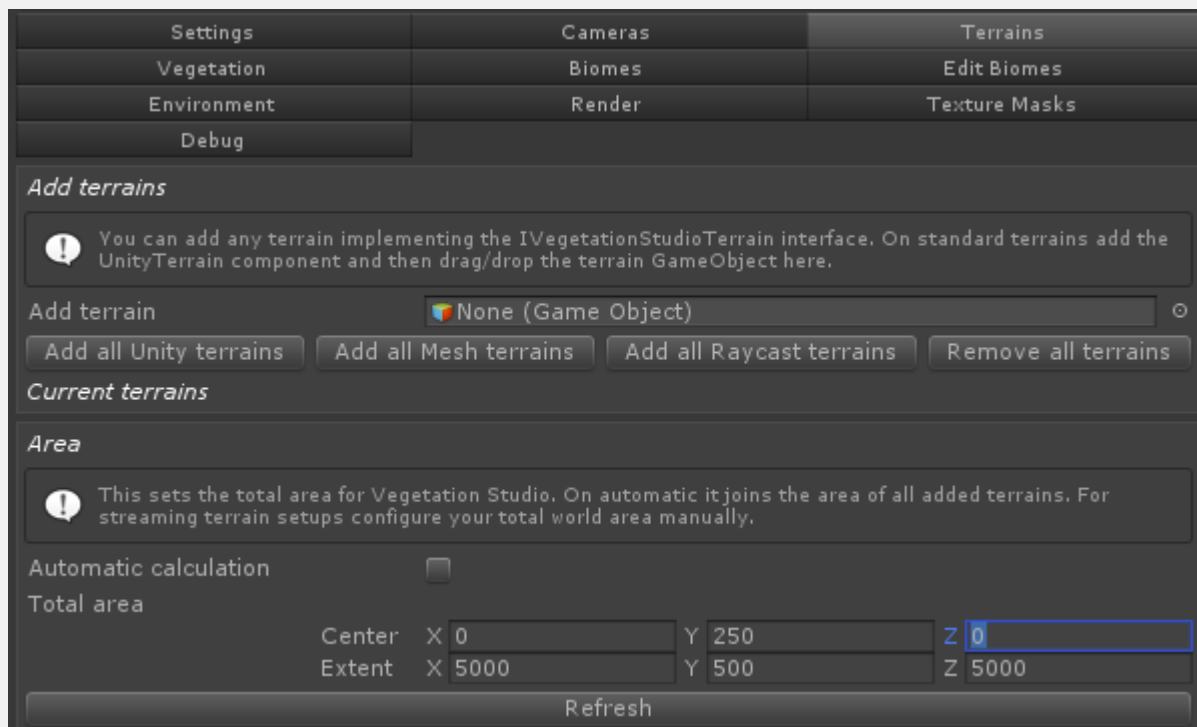 Settings Cameras Terrains
Vegetation Biomes Edit Biomes
Environment Render Texture Masks
Debug
Add terrains
You can add any terrain implementing the IVegetationStudioTerrain interface. On standard terrains add the
UnityTerrain component and then drag/drop the terrain GameObject here.
Add terrain None (Game Object)
Add all Unity terrains Add all Mesh terrains Add all Raycast terrains Remove all terrains
Current terrains
Area
This sets the total area for Vegetation Studio. On automatic it joins the area of all added terrains. For
streaming terrain setups configure your total world area manually.
Automatic calculation
Total area
Center X 0 Y 250 Z 0
Extent X 5000 Y 500 Z 5000
Refresh